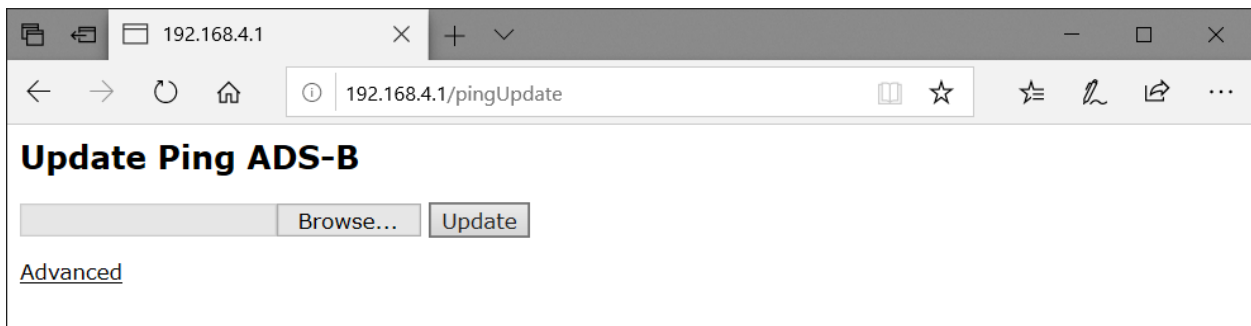 192.168.4.1
192.168.4.1/pingUpdate
Update Ping ADS-B
Browse... Update
Advanced